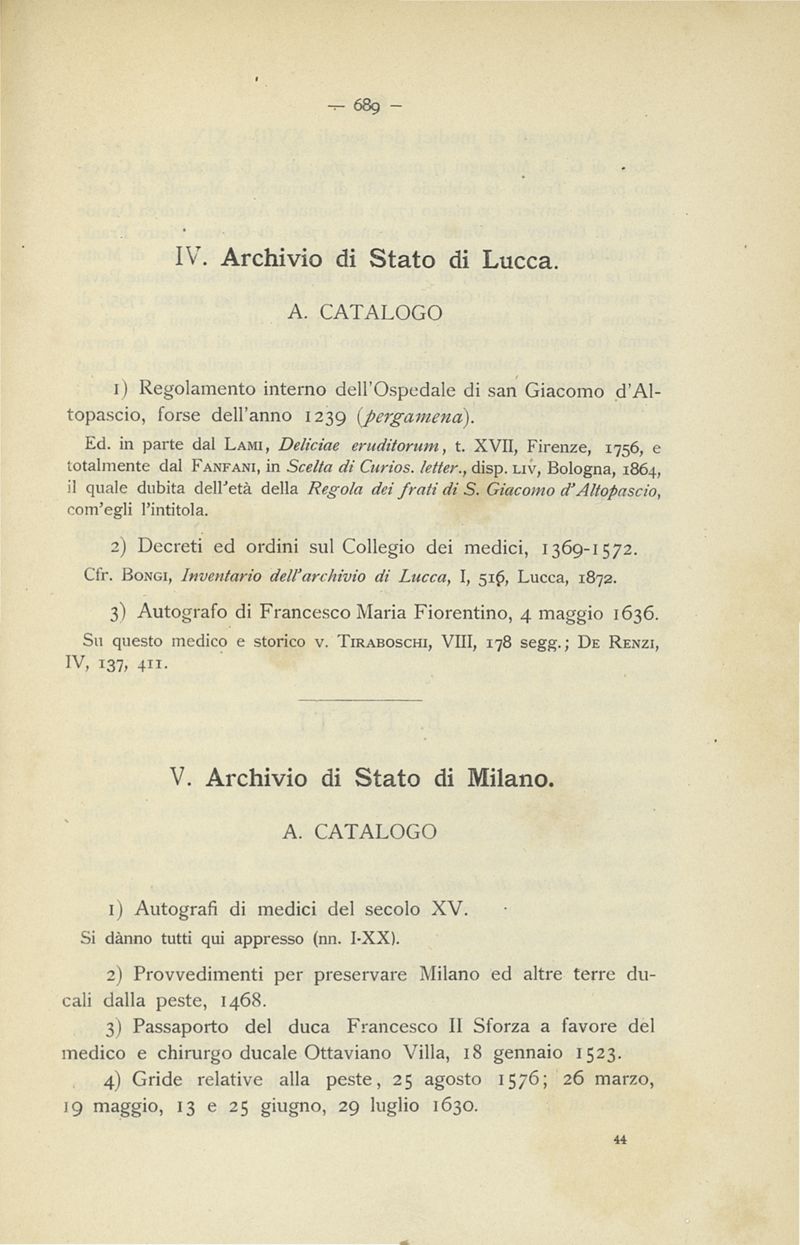 — 689 —
IV. Archivio di Stato di Lucca.
A. CATALOGO
1) Regolamento interno dell'Ospedale di san Giacomo d'Al-
topascio, forse dell'anno 1239 (pergamena).
Ed. in parte dal LAMI, Deliciae eruditorum, t. XVII, Firenze, 1756, e
totalmente dal FANFANI, in Scelta di Curios. letter., disp. LIV, Bologna, 1864,
il quale dubita dell'età della Regola dei frati di S. Giacomo d'Altopascio,
com'egli l'intitola.
2) Decreti ed ordini sul Collegio dei medici, 1369-1572.
Cfr. BONGI, Inventario dell'archivio di Lucca, I, Lucca, 1872.
3) Autografo di Francesco Maria Fiorentino, 4 maggio 1636.
Su questo medico e storico v. TIRABOSCHI, VIII, 178 segg.; DE RENZI,
IV, 137, 411.
V. Archivio di Stato di Milano.
A. CATALOGO
1) Autografi di medici del secolo XV.
Si dànno tutti qui appresso (nn. I-XX).
2) Provvedimenti per preservare Milano ed altre terre du-
cali dalla peste, 1468.
3) Passaporto del duca Francesco II Sforza a favore del
medico e chirurgo ducale Ottaviano Villa, 18 gennaio 1523.
4) Gride relative alla peste, 25 agosto 1576; 26 marzo,
19 maggio, 13 e 25 giugno, 29 luglio 1630.
44